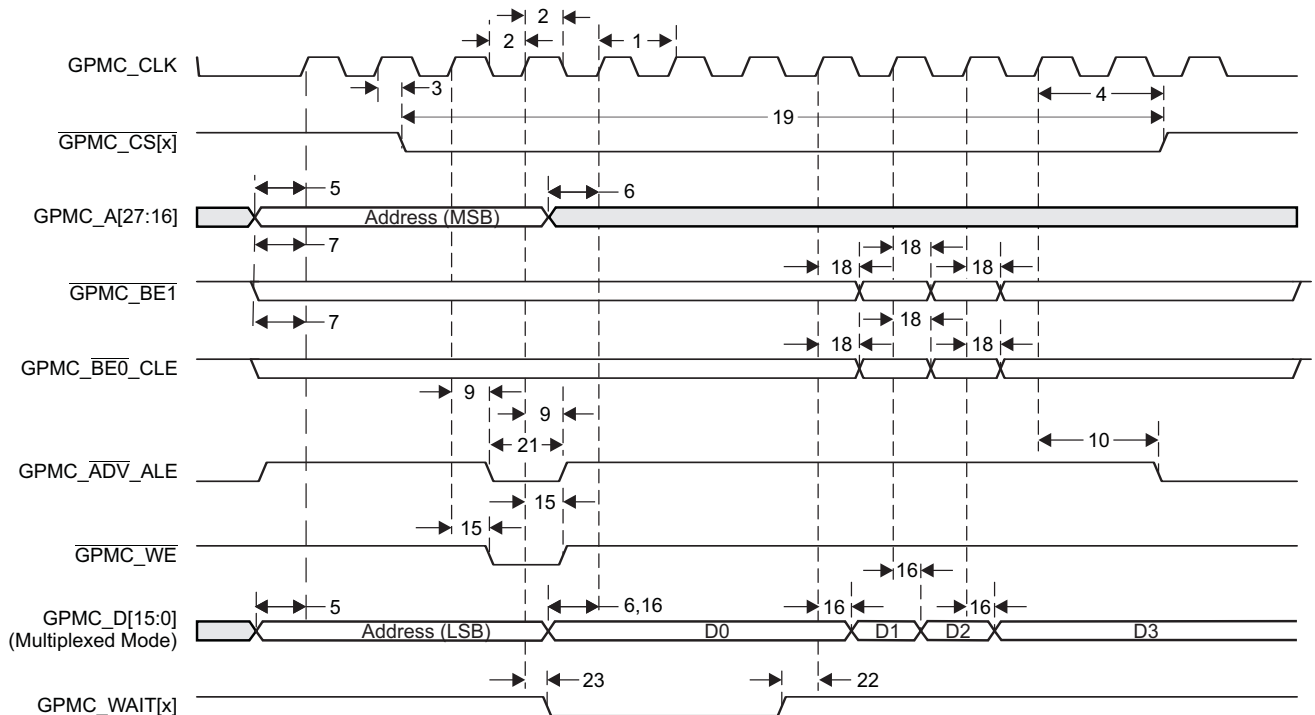 2
2
1
GPMC_CLK
3
4
19
GPMC_CS[x]
5
6
GPMC_A[27:16]
Address (MSB)
7
18
18
18
GPMC_BE1
7
18
18
18
GPMC_BE0_CLE
9
9
21
10
GPMC_ADV_ALE
15
15
GPMC_WE
16
5
6,16
16
16
GPMC_D[15:0]
(Multiplexed Mode)
Address (LSB)
D0
D1
D2
D3
23
22
GPMC_WAIT[x]